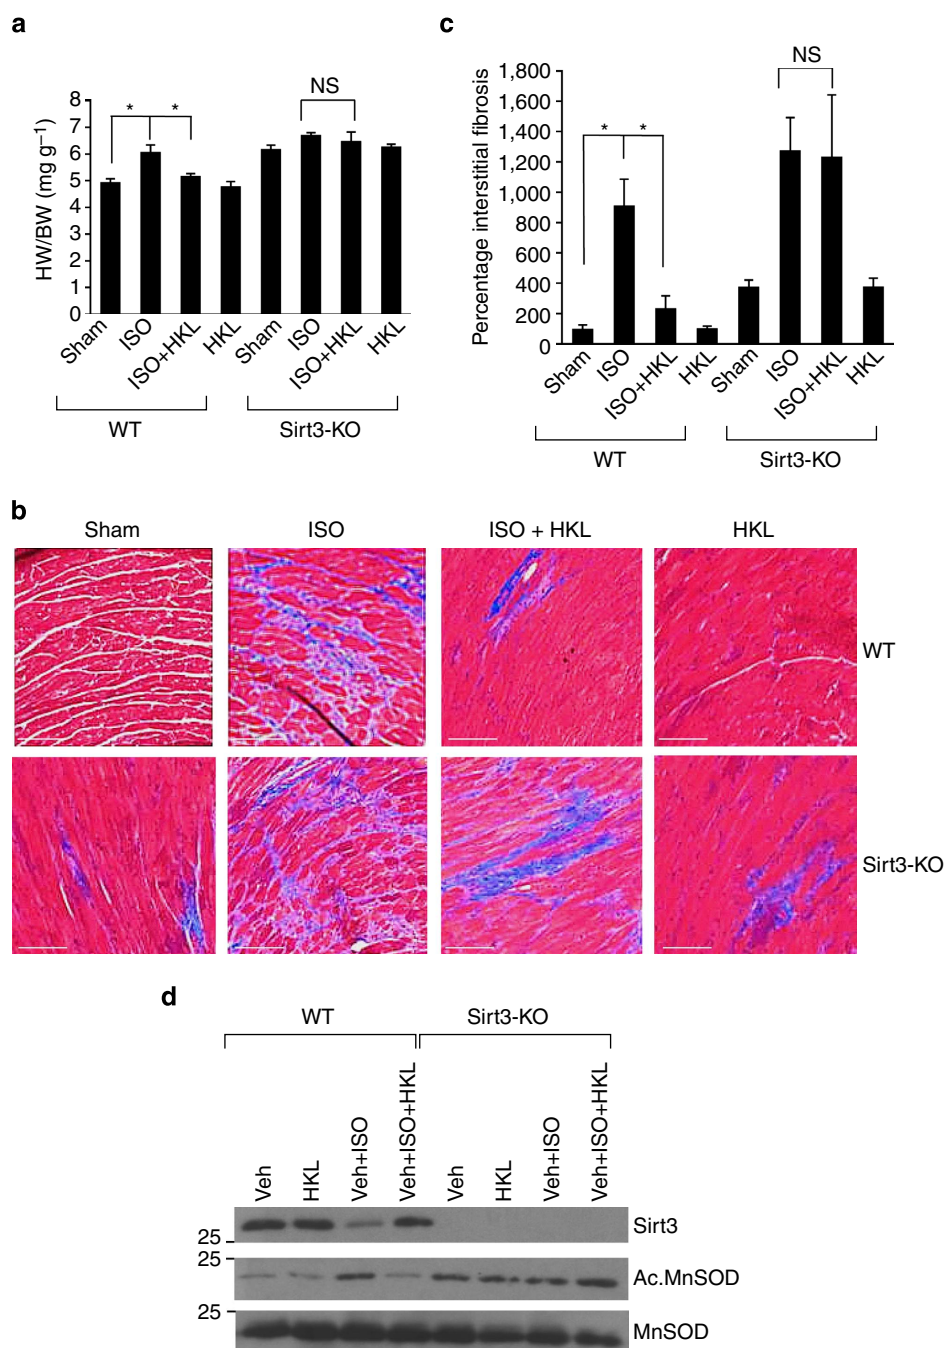 a
HW/BW (mg g–1)
8
7
6
5
4
3
2
1
0
* *
NS
Sham
ISO
ISO+HKL
HKL
Sham
ISO
ISO+HKL
HKL
WT
Sirt3-KO
c
Percentage interstitial fibrosis
1,800
1,600
1,400
1,200
1,000
800
600
400
200
0
* *
NS
Sham
ISO
ISO+HKL
HKL
Sham
ISO
ISO+HKL
HKL
WT
Sirt3-KO
b
Sham ISO ISO + HKL HKL
WT
Sirt3-KO
d
WT Sirt3-KO
Veh
HKL
Veh+ISO
Veh+ISO+HKL
Veh
HKL
Veh+ISO
Veh+ISO+HKL
Sirt3
25
25
Ac.MnSOD
25
MnSOD